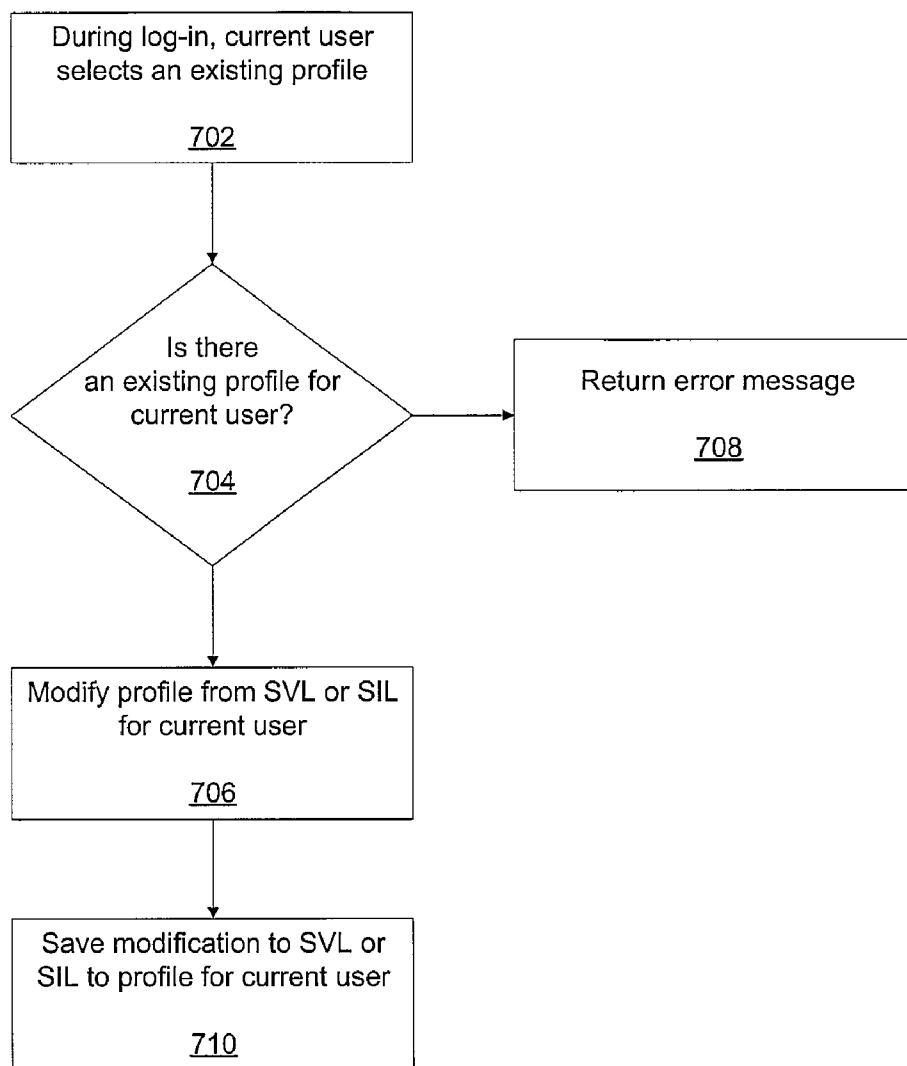 During log-in, current user
selects an existing profile
702
Is there
an existing profile for
current user?
704
Return error message
708
Modify profile from SVL or SIL
for current user
706
Save modification to SVL or
SIL to profile for current user
710